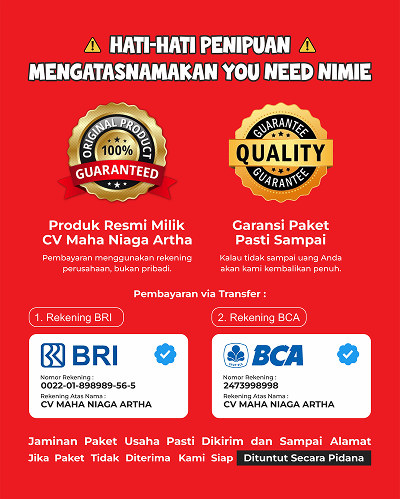 HATI-HATI PENIPUAN
MENGATASNAMAKAN YOU NEED NIMIE
ORIGINAL PRODUCT
100%
GUARANTEED
GUARANTEE
QUALITY
GUARANTEE
Produk Resmi Milik
CV Maha Niaga Artha
Pembayaran menggunakan rekening
perusahaan, bukan pribadi.
Garansi Paket
Pasti Sampai
Kalau tidak sampai uang Anda
akan kami kembalikan penuh.
Pembayaran via Transfer :
1. Rekening BRI
BRI
Nomor Rekening :
0022-01-898989-56-5
Rekening Atas Nama :
CV MAHA NIAGA ARTHA
2. Rekening BCA
BCA
Nomor Rekening :
2473998998
Rekening Atas Nama :
CV MAHA NIAGA ARTHA
Jaminan Paket Usaha Pasti Dikirim dan Sampai Alamat
Jika Paket Tidak Diterima Kami Siap Dituntut Secara Pidana